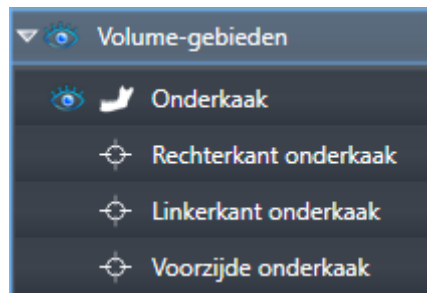 Volume-gebieden
Onderkaak
Rechterkant onderkaak
Linkerkant onderkaak
Voorzijde onderkaak